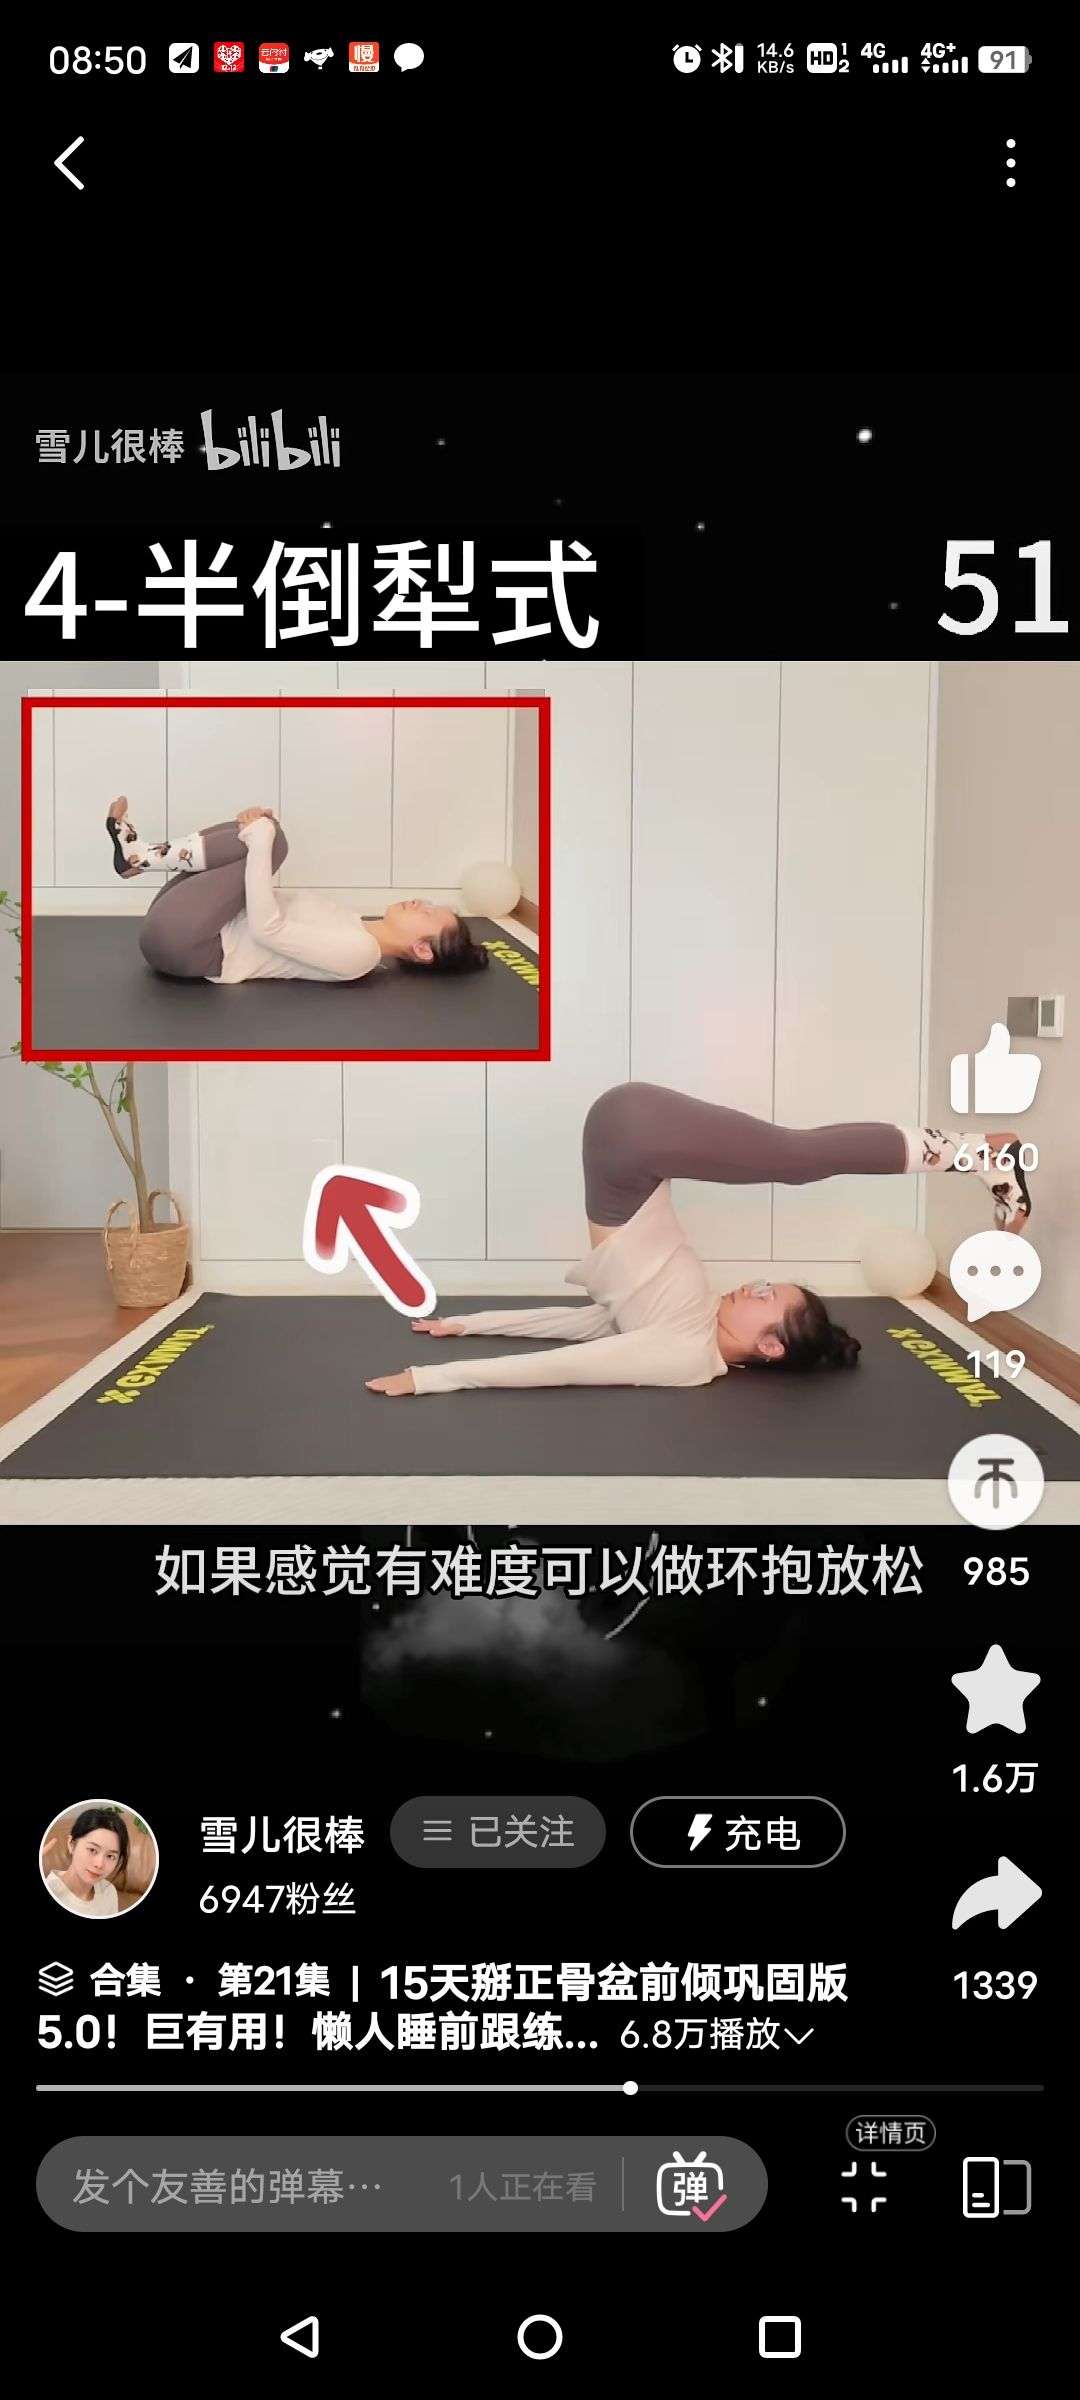 08:50
14.6
KB/s
HD 1
2
4G
4G+
91
雪儿很棒 bilibili
4-半倒犁式
51
6160
119
如果感觉有难度可以做环抱放松
985
1.6万
雪儿很棒
已关注
充电
6947粉丝
1339
合集 · 第21集 | 15天掰正骨盆前倾巩固版
5.0！巨有用！懒人睡前跟练... 6.8万播放
详情页
发个友善的弹幕…
1人正在看
弹